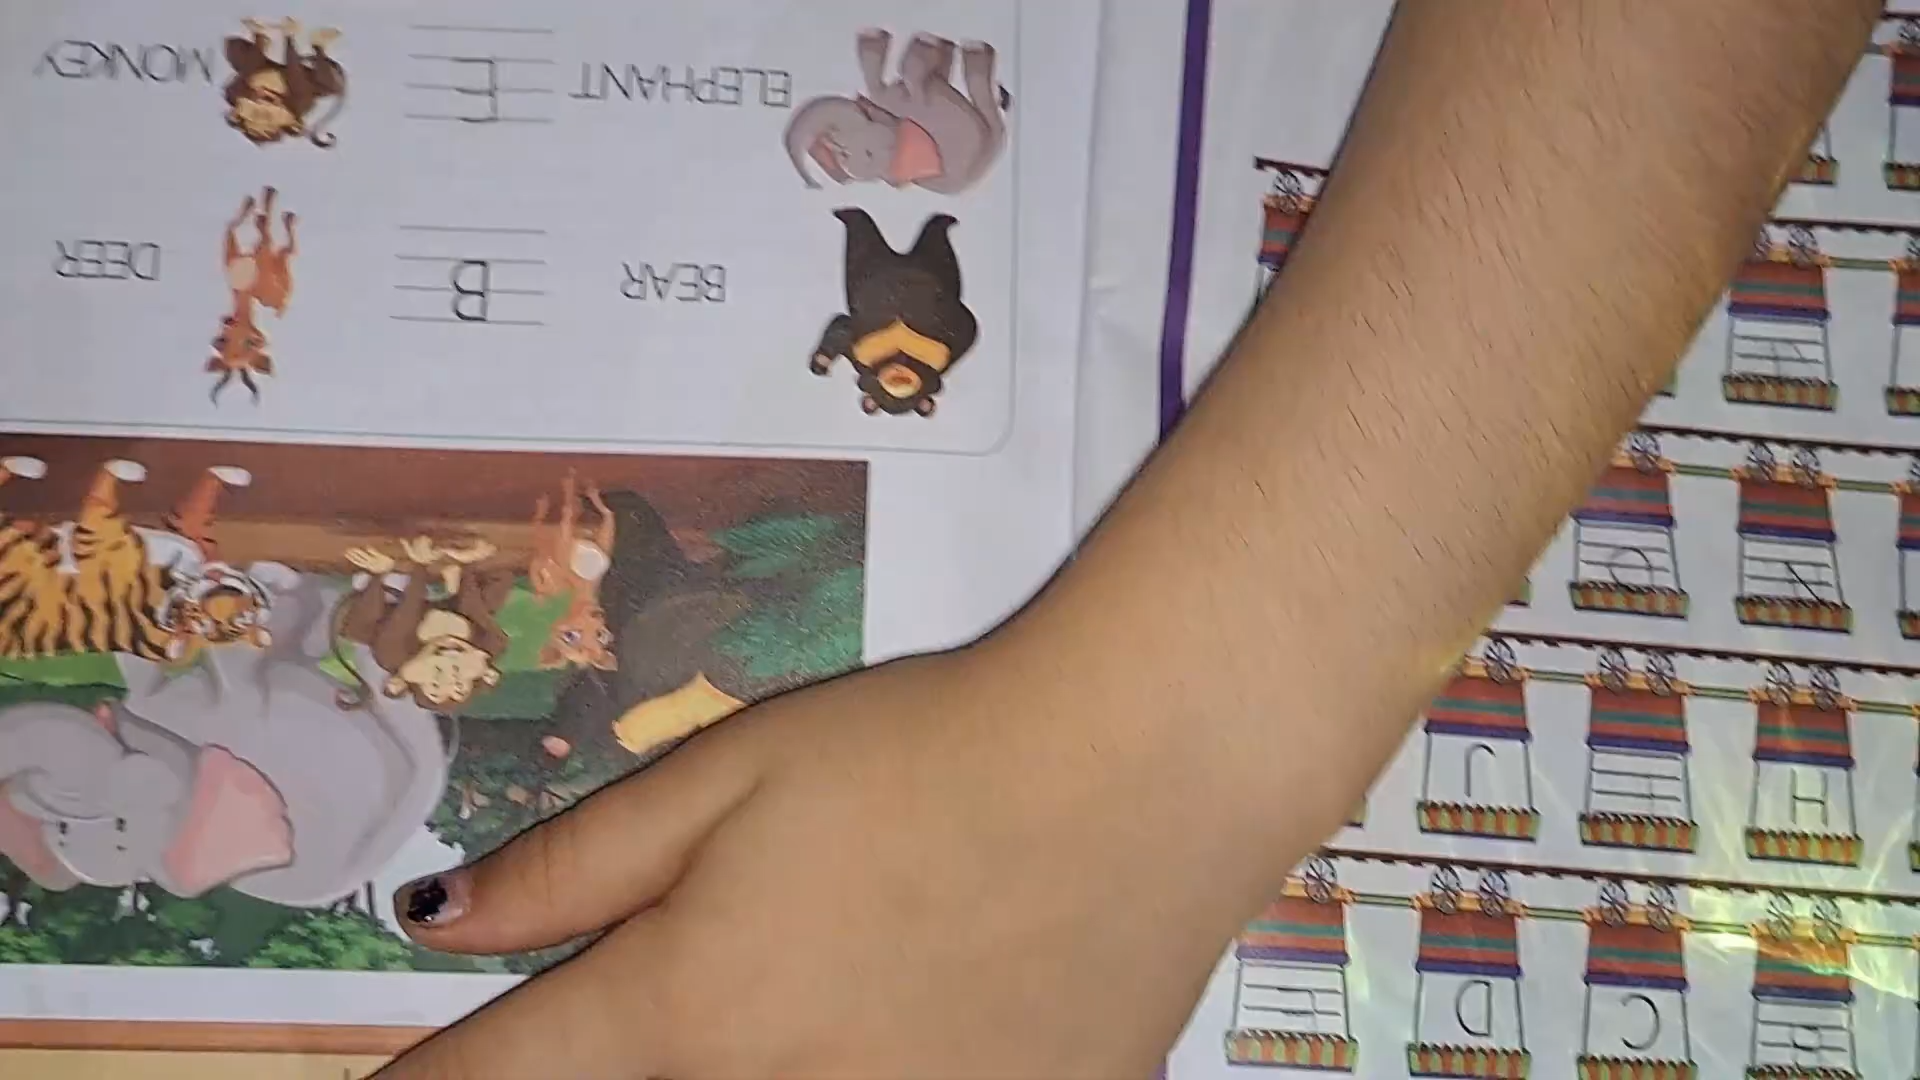 B C D E
H I J
N O
T
BEAR B DEER
ELEPHANT E MONKEY